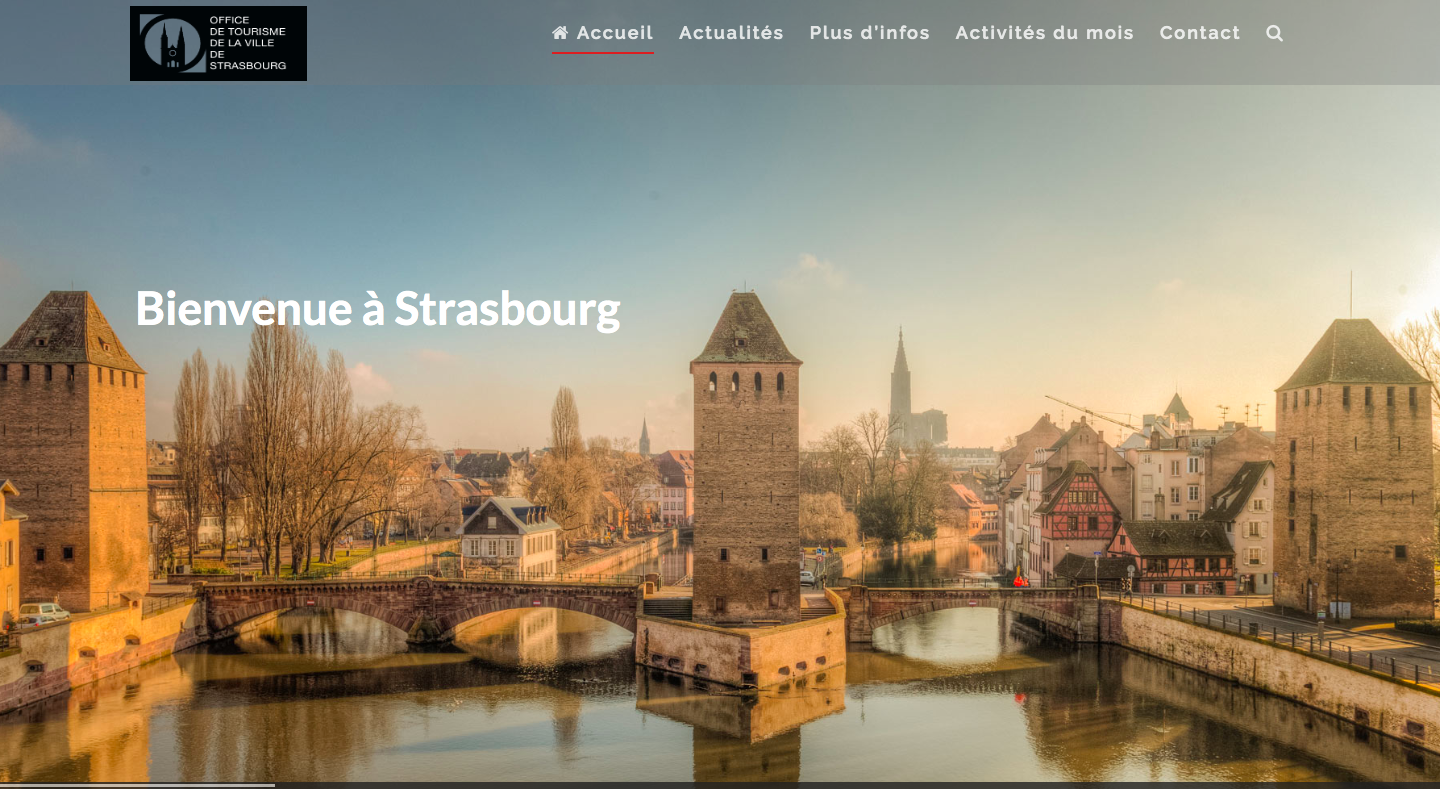 OFFICE
DE TOURISME
DE LA VILLE
DE
STRASBOURG
Accueil
Actualités
Plus d'infos
Activités du mois
Contact
Bienvenue à Strasbourg